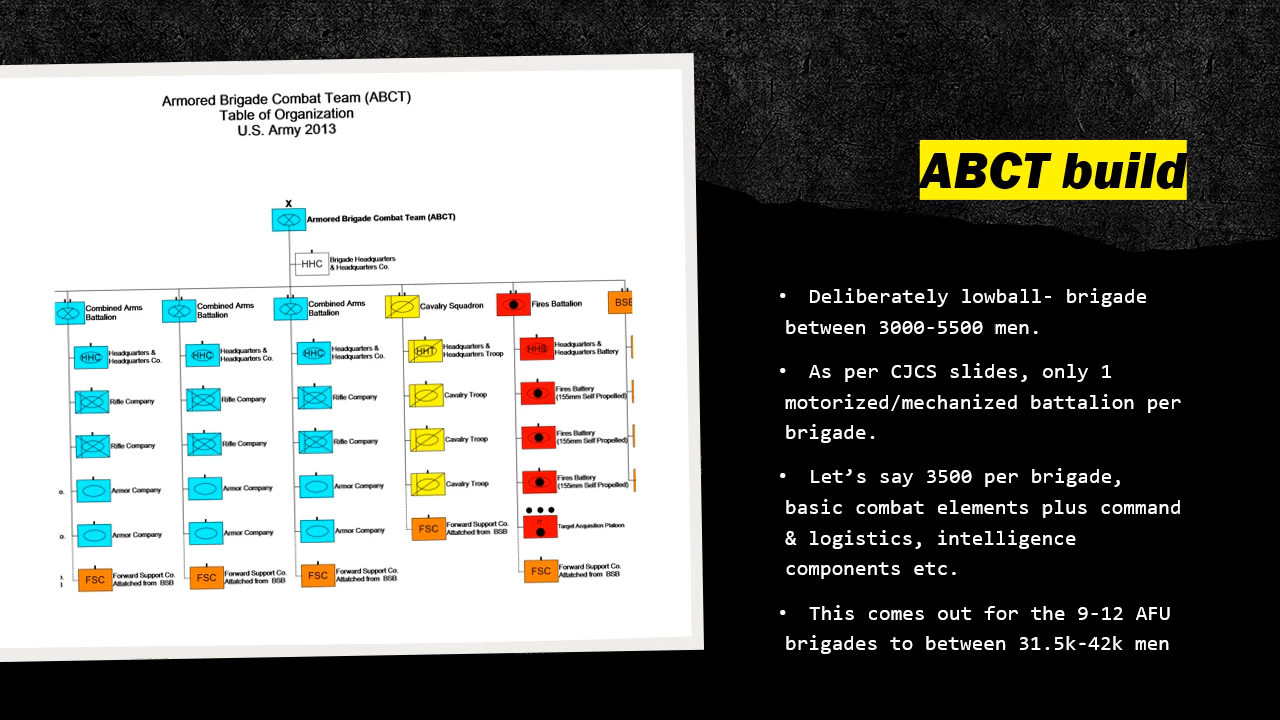 Armored Brigade Combat Team (ABCT)
Table of Organization
U.S. Army 2013
X
Armored Brigade Combat Team (ABCT)
HHC
Brigade Headquarters
& Headquarters Co.
Combined Arms
Battalion
Combined Arms
Battalion
Combined Arms
Battalion
Cavalry Squadron
Fires Battalion
HHC
Headquarters &
Headquarters Co.
HHC
Headquarters &
Headquarters Co.
HHC
Headquarters &
Headquarters Co.
HHT
Headquarters &
Headquarters Troop
HHB
Headquarters &
Headquarters Battery
Rifle Company
Rifle Company
Rifle Company
Cavalry Troop
Fires Battery
(155mm Self Propelled)
Rifle Company
Rifle Company
Rifle Company
Cavalry Troop
Fires Battery
(155mm Self Propelled)
o.
Armor Company
Armor Company
Armor Company
Cavalry Troop
Fires Battery
(155mm Self Propelled)
o.
Armor Company
Armor Company
Armor Company
FSC
Forward Support Co.
Attatched from BSB
Target Acquisition Platoon
FSC
Forward Support Co.
Attatched from BSB
FSC
Forward Support Co.
Attatched from BSB
FSC
Forward Support Co.
Attatched from BSB
FSC
Forward Support Co.
Attatched from BSB
ABCT build
• Deliberately lowball- brigade
between 3000-5500 men.
• As per CJCS slides, only 1
motorized/mechanized battalion per
brigade.
• Let’s say 3500 per brigade,
basic combat elements plus command
& logistics, intelligence
components etc.
• This comes out for the 9-12 AFU
brigades to between 31.5k-42k men